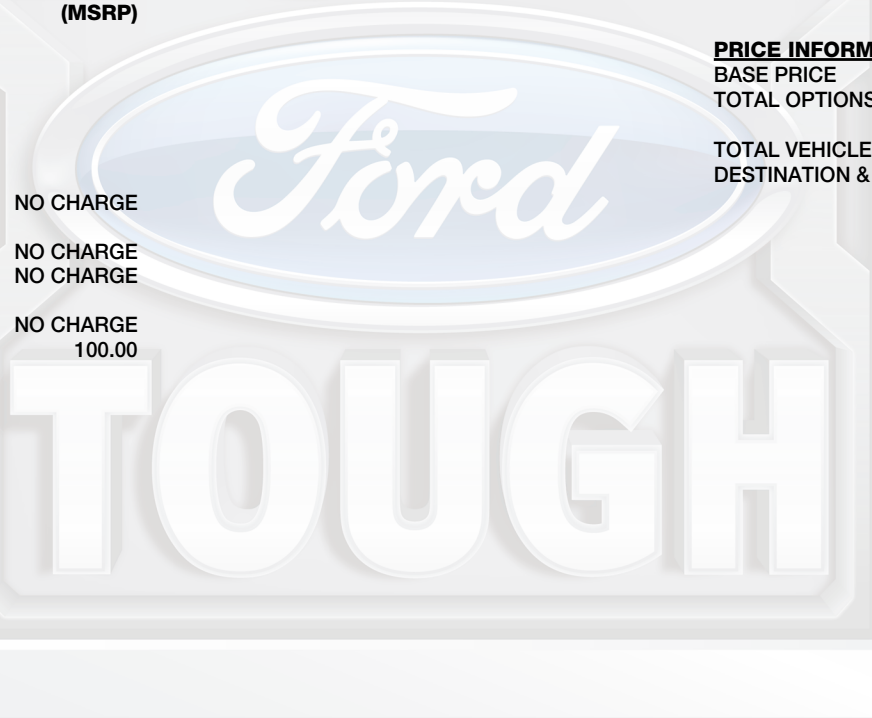 (MSRP)
NO CHARGE
NO CHARGE
NO CHARGE
NO CHARGE
100.00
PRICE INFORM
BASE PRICE
TOTAL OPTIONS
TOTAL VEHICLE
DESTINATION &
Ford
TOUGH